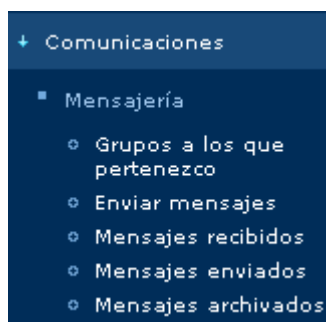 Comunicaciones
Mensajería
Grupos a los que
pertenezco
Enviar mensajes
Mensajes recibidos
Mensajes enviados
Mensajes archivados